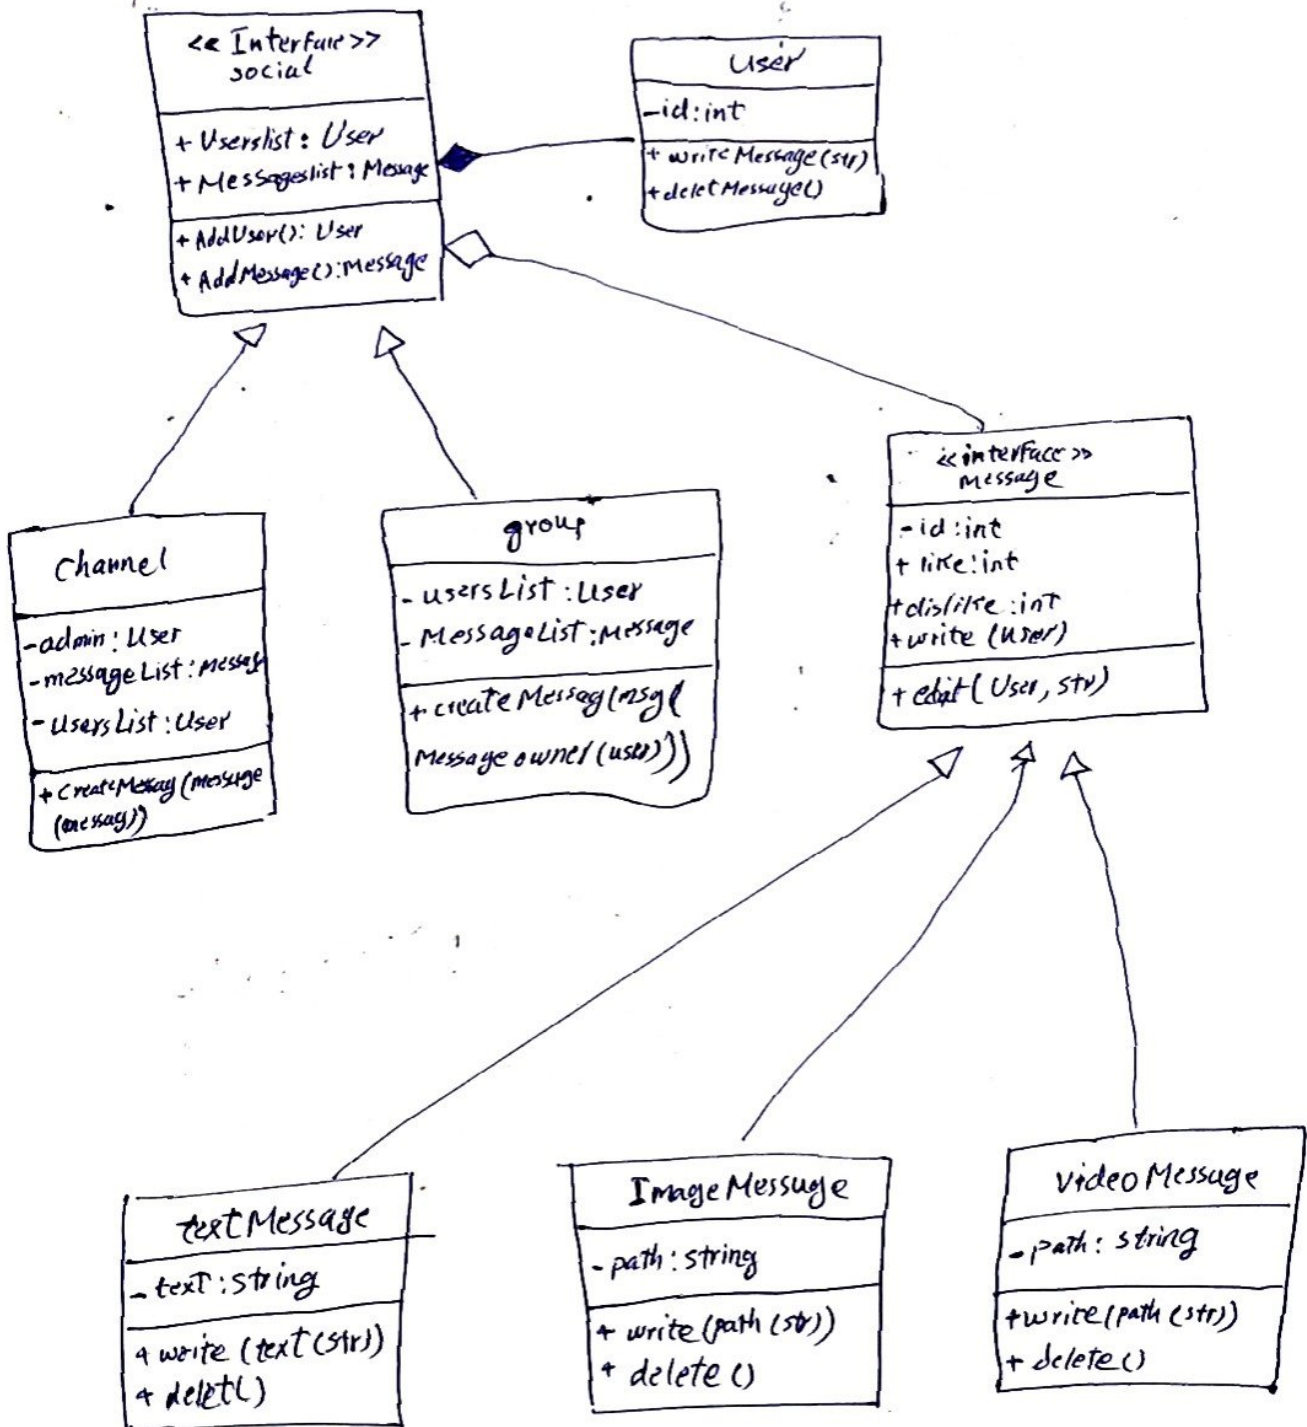 << Interface >>
social
+ Userslist : User
+ Messageslist : Message
+ AddUser() : User
+ AddMessage() : Message
User
-id : int
+ writeMessage(str)
+ deletMessage()
Channel
-admin : User
-messageList : Messag
-UsersList : User
+ CreateMessag(message
(messag))
group
- usersList : User
- MessageList : Message
+ createMessag(msg(
Message owner(user)))
<<interface>>
Message
-id : int
+ like : int
+dislike : int
+write (User)
+ edit( User, str)
textMessage
- text : String
+ write (text (str))
+ delet()
ImageMessage
- path : string
+ write(path (str))
+ delete ()
videoMessage
- path : string
+write(path (str))
+ delete()